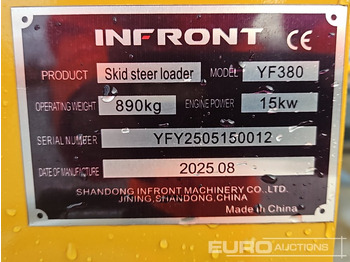 INFRONT CE
PRODUCT Skid steer loader MODEL YF380
OPERATING WEIGHT 890kg ENGINE POWER 15kw
SERIAL NUMBER YFY2505150012
DATE OF MANUFACTURE 2025 08
SHANDONG INFRONT MACHINERY CO.,LTD.
JINING,SHANDONG,CHINA
Made in China
EURO AUCTIONS